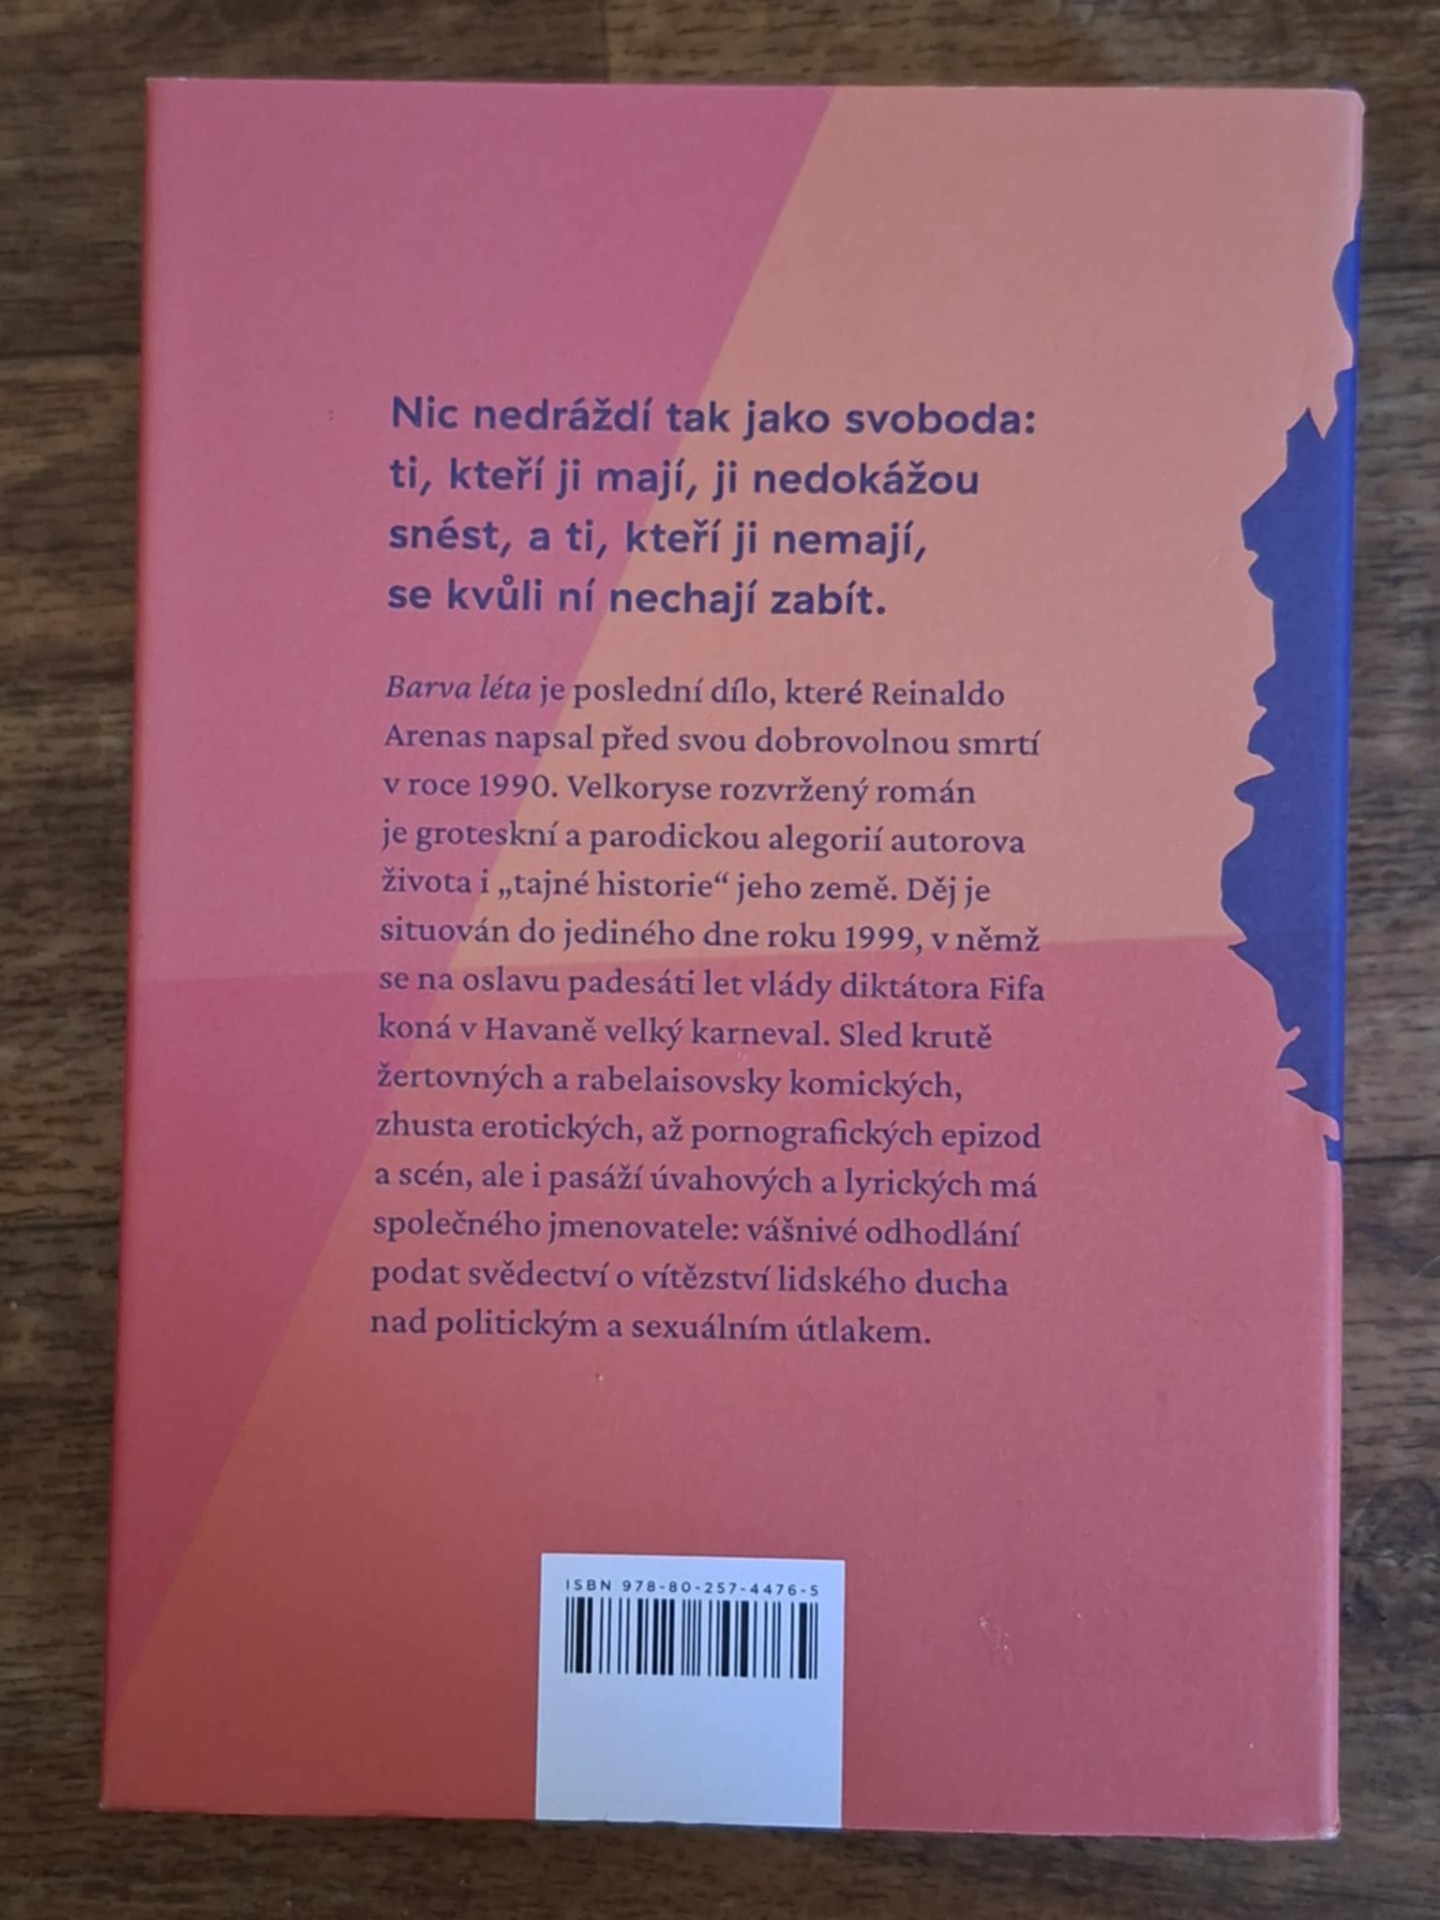 Nic nedráždí tak jako svoboda:
ti, kteří ji mají, ji nedokážou
snést, a ti, kteří ji nemají,
se kvůli ní nechají zabít.
Barva léta je poslední dílo, které Reinaldo
Arenas napsal před svou dobrovolnou smrtí
v roce 1990. Velkoryse rozvržený román
je groteskní a parodickou alegorií autorova
života i „tajné historie“ jeho země. Děj je
situován do jediného dne roku 1999, v němž
se na oslavu padesáti let vlády diktátora Fifa
koná v Havaně velký karneval. Sled krutě
žertovných a rabelaisovsky komických,
zhusta erotických, až pornografických epizod
a scén, ale i pasáží úvahových a lyrických má
společného jmenovatele: vášnivé odhodlání
podat svědectví o vítězství lidského ducha
nad politickým a sexuálním útlakem.
ISBN 978-80-257-4476-5